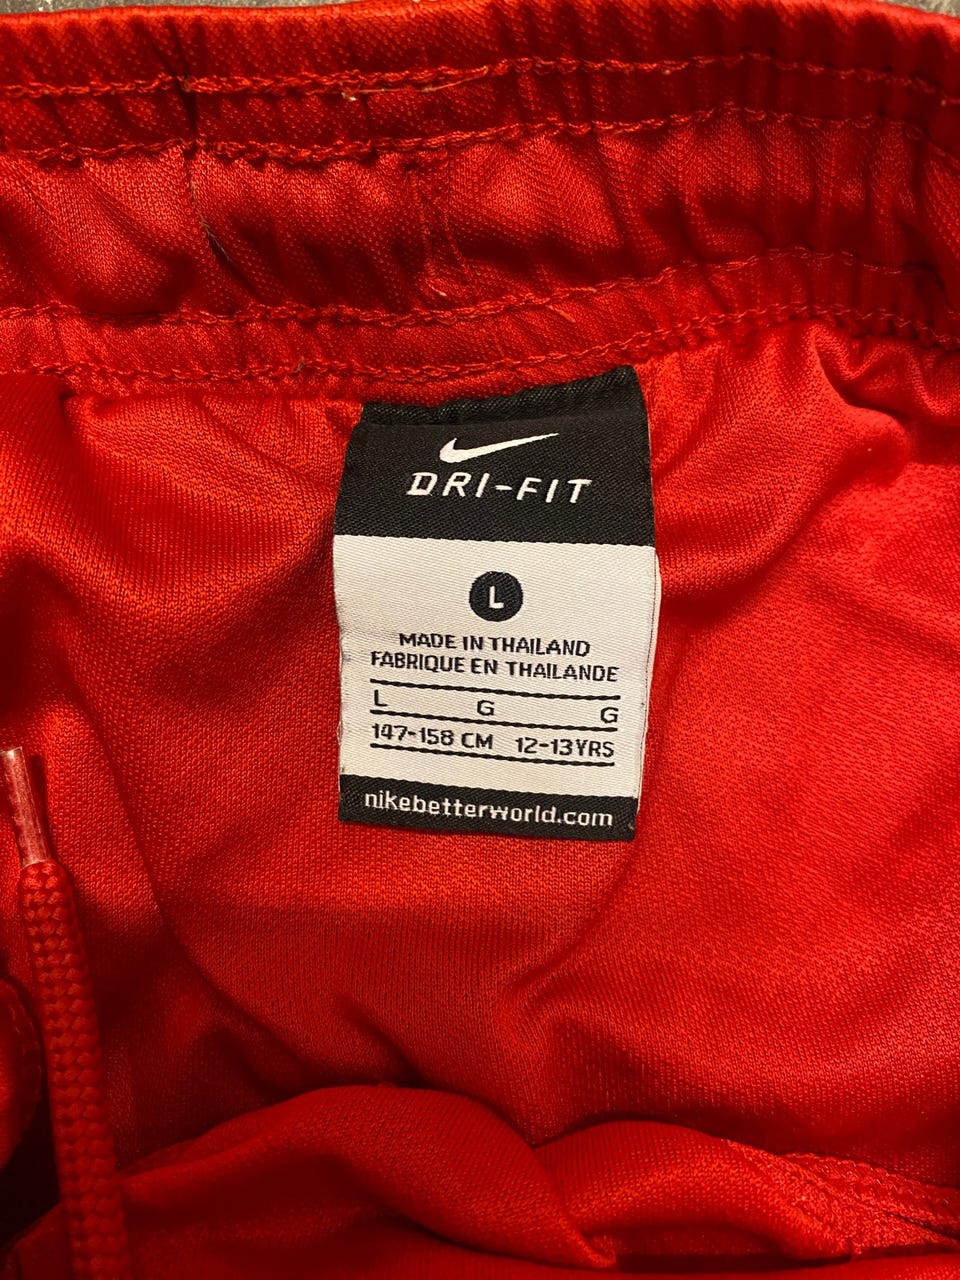 DRI-FIT
L
MADE IN THAILAND
FABRIQUE EN THAILANDE
L G G
147-158 CM 12-13YRS
nikebetterworld.com